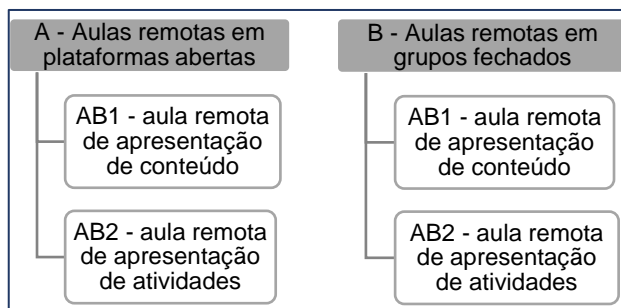 A - Aulas remotas em
plataformas abertas
AB1 - aula remota
de apresentação
de conteúdo
AB2 - aula remota
de apresentação
de atividades
B - Aulas remotas em
grupos fechados
AB1 - aula remota
de apresentação
de conteúdo
AB2 - aula remota
de apresentação
de atividades